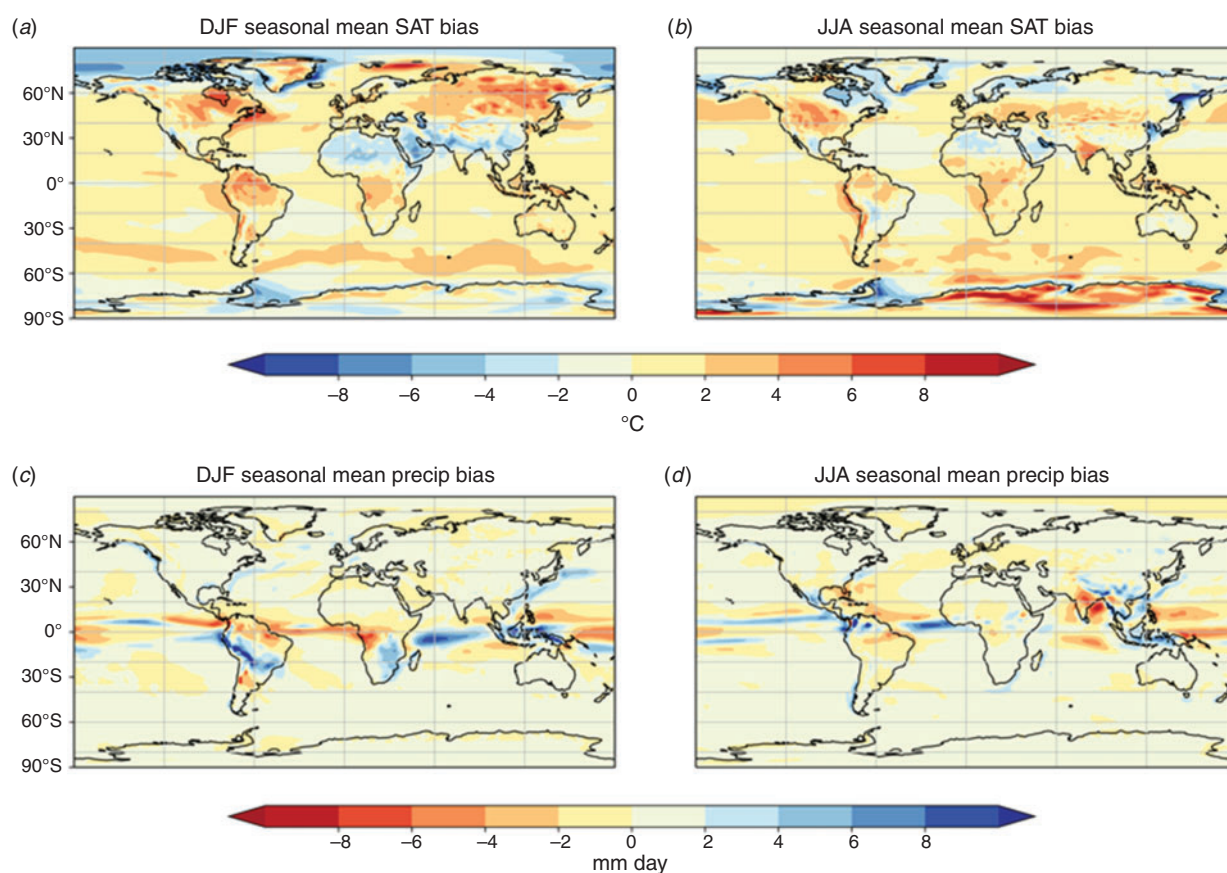 (a) DJF seasonal mean SAT bias
(b) JJA seasonal mean SAT bias
60°N
30°N
0°
30°S
60°S
90°S
−8 −6 −4 −2 0 2 4 6 8
°C
(c) DJF seasonal mean precip bias
(d) JJA seasonal mean precip bias
60°N
30°N
0°
30°S
60°S
90°S
−8 −6 −4 −2 0 2 4 6 8
mm day